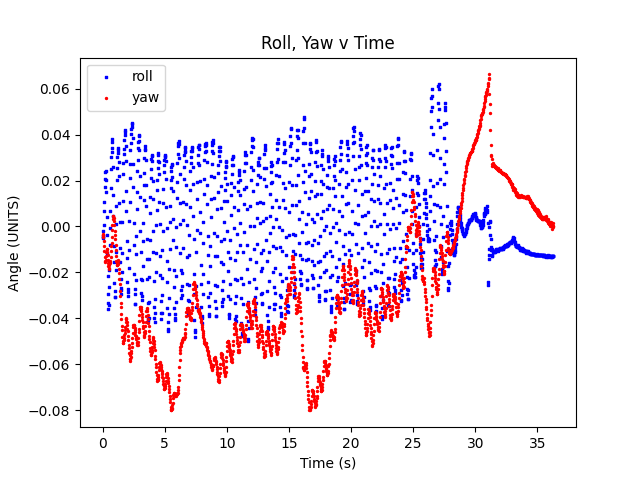 Roll, Yaw v Time
roll
yaw
0.06
0.04
0.02
0.00
−0.02
−0.04
−0.06
−0.08
Angle (UNITS)
0 5 10 15 20 25 30 35
Time (s)